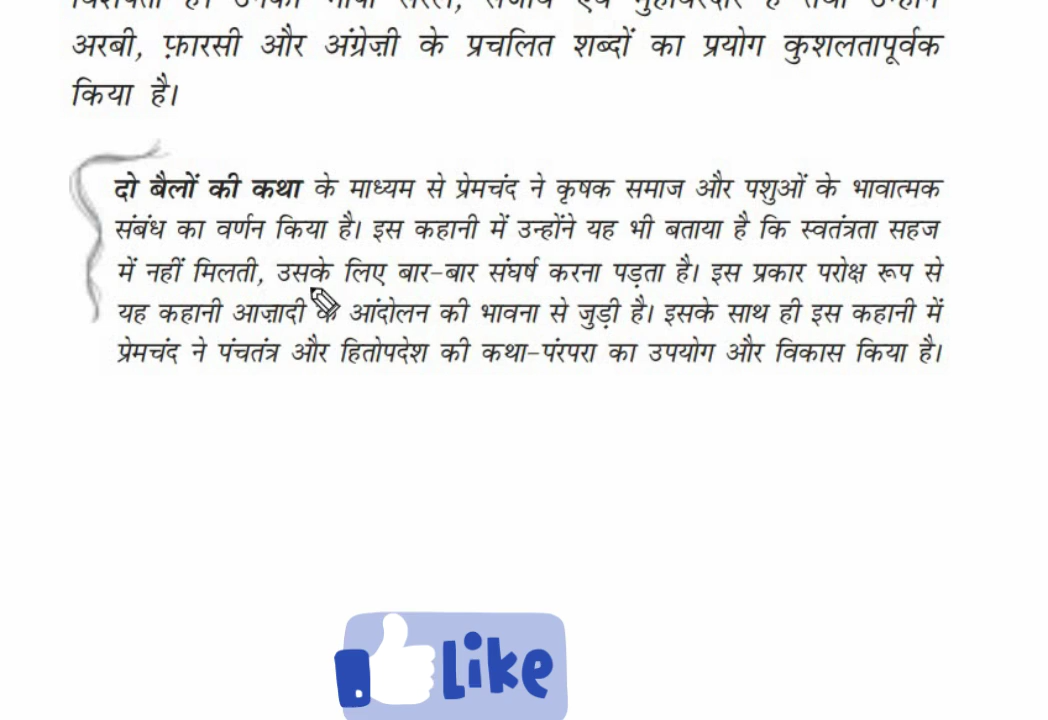 अरबी, फ़ारसी और अंग्रेज़ी के प्रचलित शब्दों का प्रयोग कुशलतापूर्वक
किया है।
दो बैलों की कथा के माध्यम से प्रेमचंद ने कृषक समाज और पशुओं के भावात्मक
संबंध का वर्णन किया है। इस कहानी में उन्होंने यह भी बताया है कि स्वतंत्रता सहज
में नहीं मिलती, उसके लिए बार-बार संघर्ष करना पड़ता है। इस प्रकार परोक्ष रूप से
यह कहानी आज़ादी के आंदोलन की भावना से जुड़ी है। इसके साथ ही इस कहानी में
प्रेमचंद ने पंचतंत्र और हितोपदेश की कथा-परंपरा का उपयोग और विकास किया है।
Like